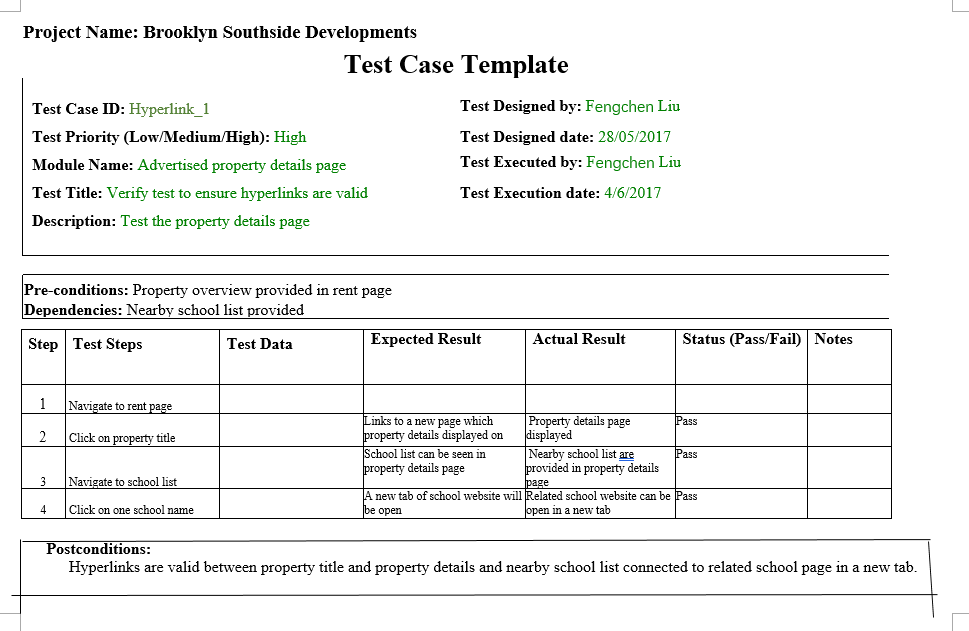 Project Name: Brooklyn Southside Developments
Test Case Template
Test Case ID: Hyperlink_1
Test Designed by: Fengchen Liu
Test Priority (Low/Medium/High): High
Test Designed date: 28/05/2017
Module Name: Advertised property details page
Test Executed by: Fengchen Liu
Test Title: Verify test to ensure hyperlinks are valid
Test Execution date: 4/6/2017
Description: Test the property details page
Pre-conditions: Property overview provided in rent page
Dependencies: Nearby school list provided
Step Test Steps Test Data Expected Result Actual Result Status (Pass/Fail) Notes
1 Navigate to rent page
2 Click on property title
Links to a new page which
property details displayed on
Property details page
displayed
Pass
3 Navigate to school list
School list can be seen in
property details page
Nearby school list are
provided in property details
page
Pass
4 Click on one school name
A new tab of school website will
be open
Related school website can be
open in a new tab
Pass
Postconditions:
Hyperlinks are valid between property title and property details and nearby school list connected to related school page in a new tab.